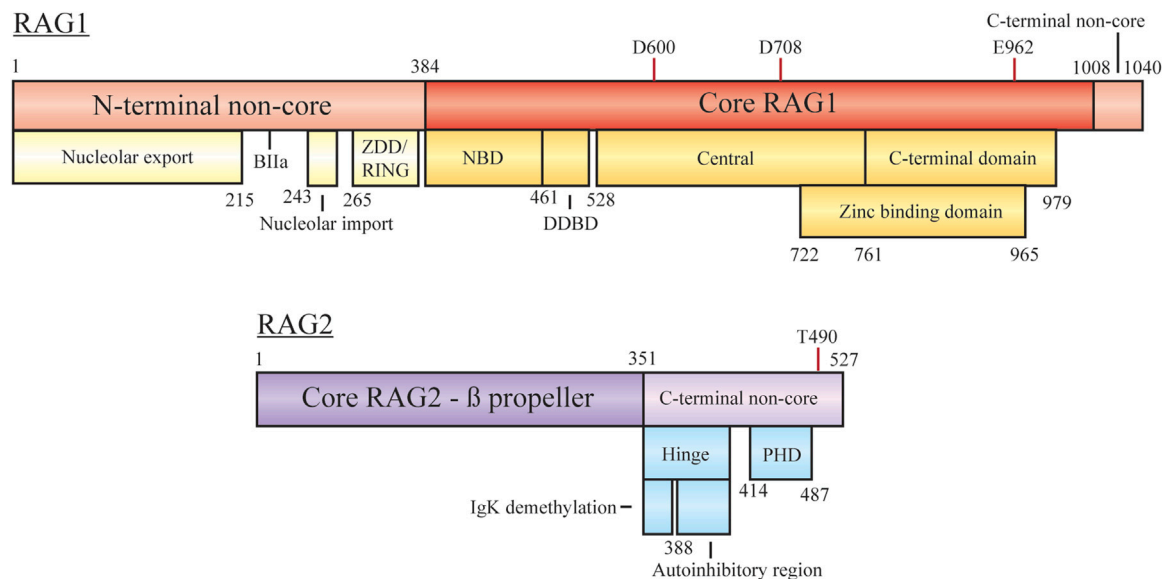 RAG1
C-terminal non-core
D600 D708 E962
1 384 1008 1040
N-terminal non-core Core RAG1
Nucleolar export BIIa ZDD/ NBD Central C-terminal domain
RING
215 243 265 461 528 979
Nucleolar import DDBD Zinc binding domain
722 761 965
RAG2
T490
1 351 527
Core RAG2 - ß propeller C-terminal non-core
Hinge PHD
414 487
IgK demethylation
388
Autoinhibitory region